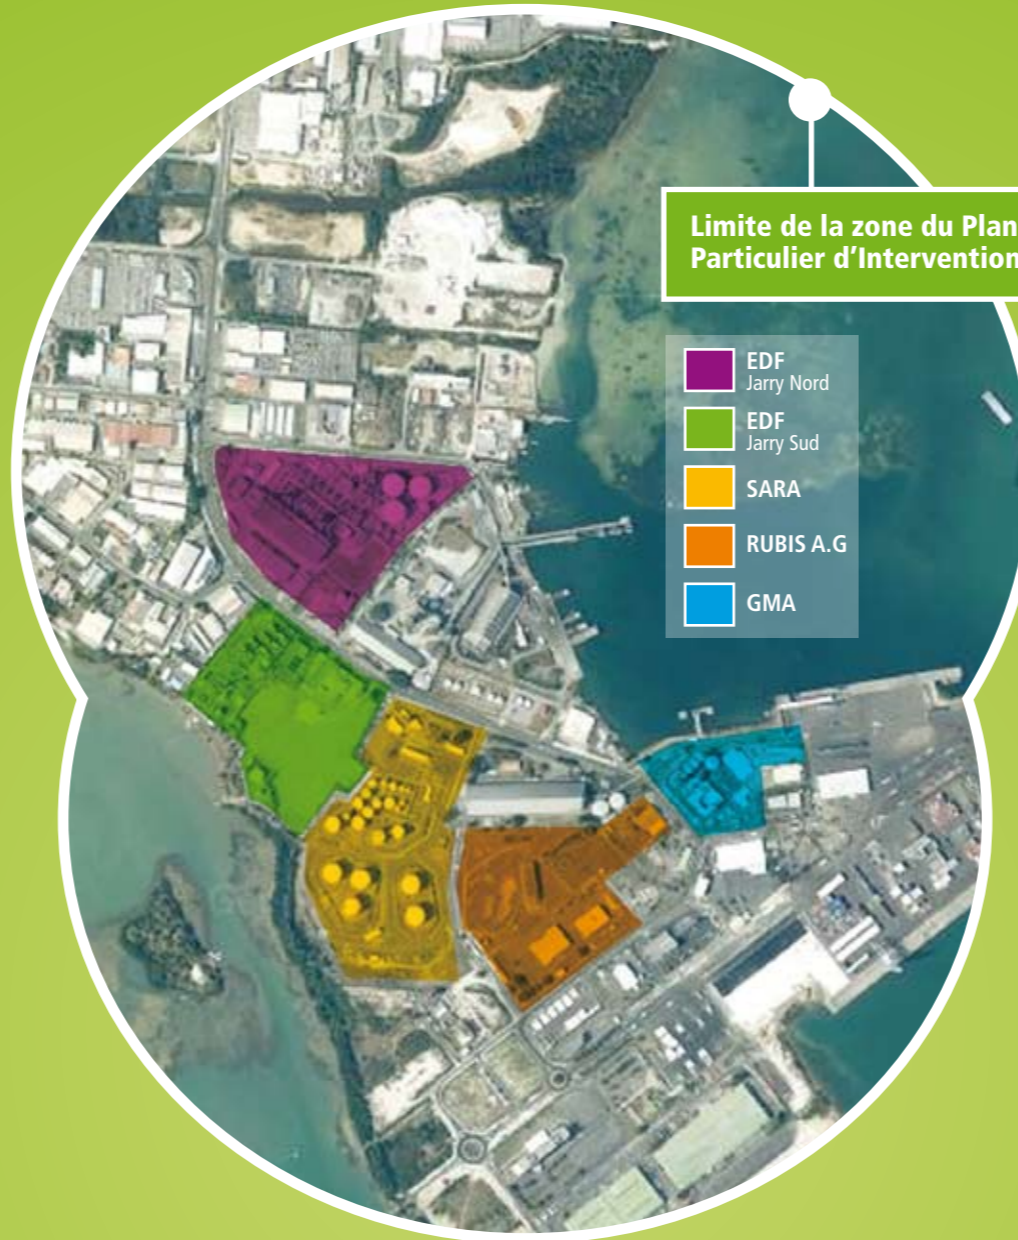 Limite de la zone du Plan
Particulier d’Intervention
EDF
Jarry Nord
EDF
Jarry Sud
SARA
RUBIS A.G
GMA